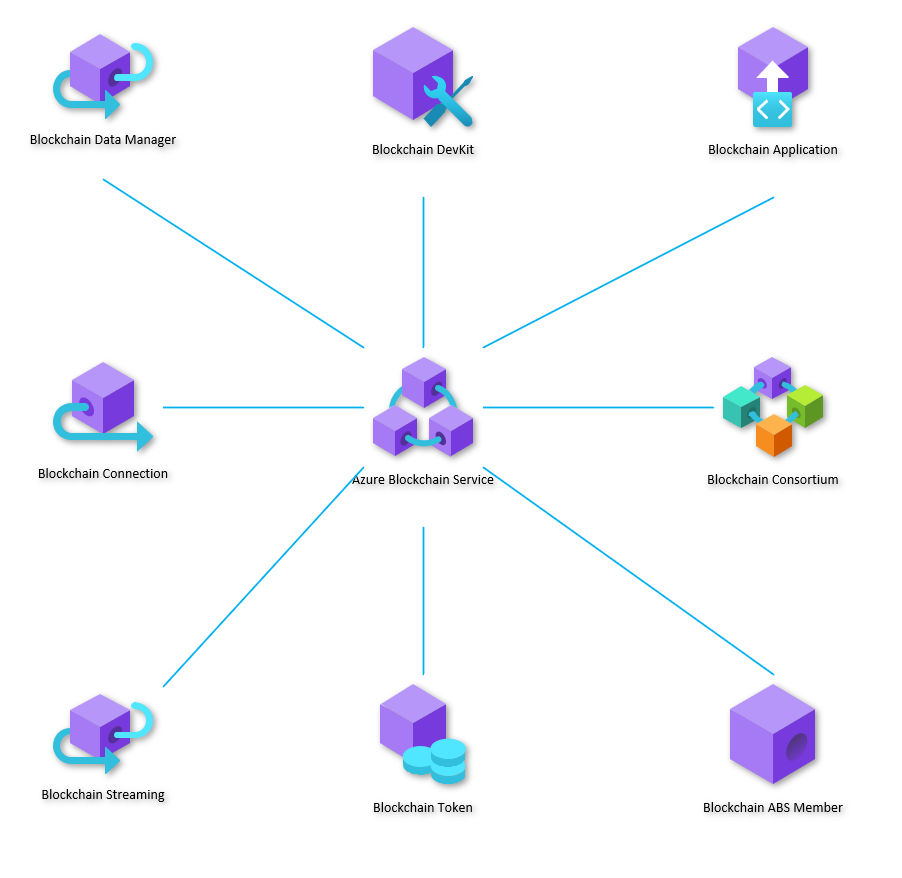 Blockchain Data Manager
Blockchain DevKit
Blockchain Application
Blockchain Connection
Azure Blockchain Service
Blockchain Consortium
Blockchain Streaming
Blockchain Token
Blockchain ABS Member